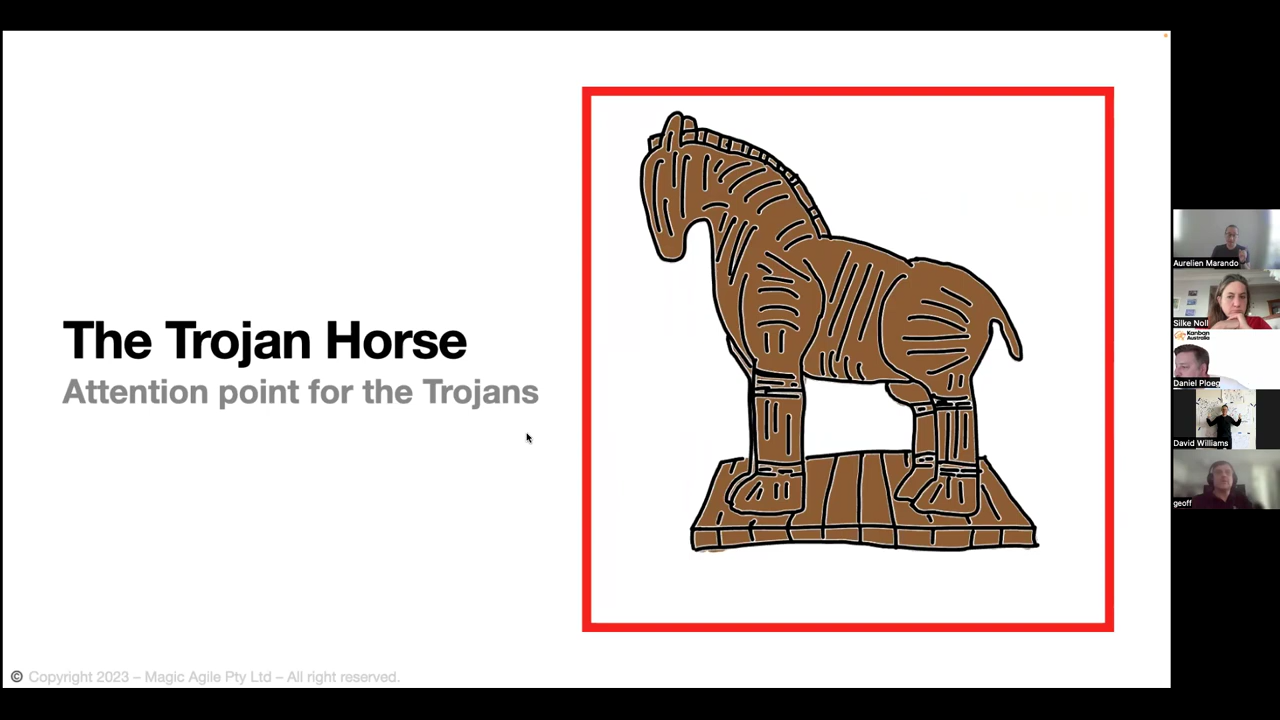 The Trojan Horse
Attention point for the Trojans
© Copyright 2023 – Magic Agile Pty Ltd – All right reserved.
Aurelien Marando
Silke Noll
Kanban
Australia
Daniel Ploeg
David Williams
geoff